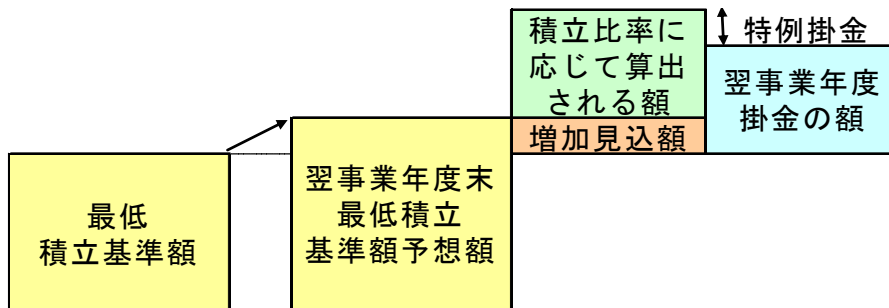 積立比率に
応じて算出
される額
特例掛金
翌事業年度
掛金の額
増加見込額
最低
積立基準額
翌事業年度末
最低積立
基準額予想額